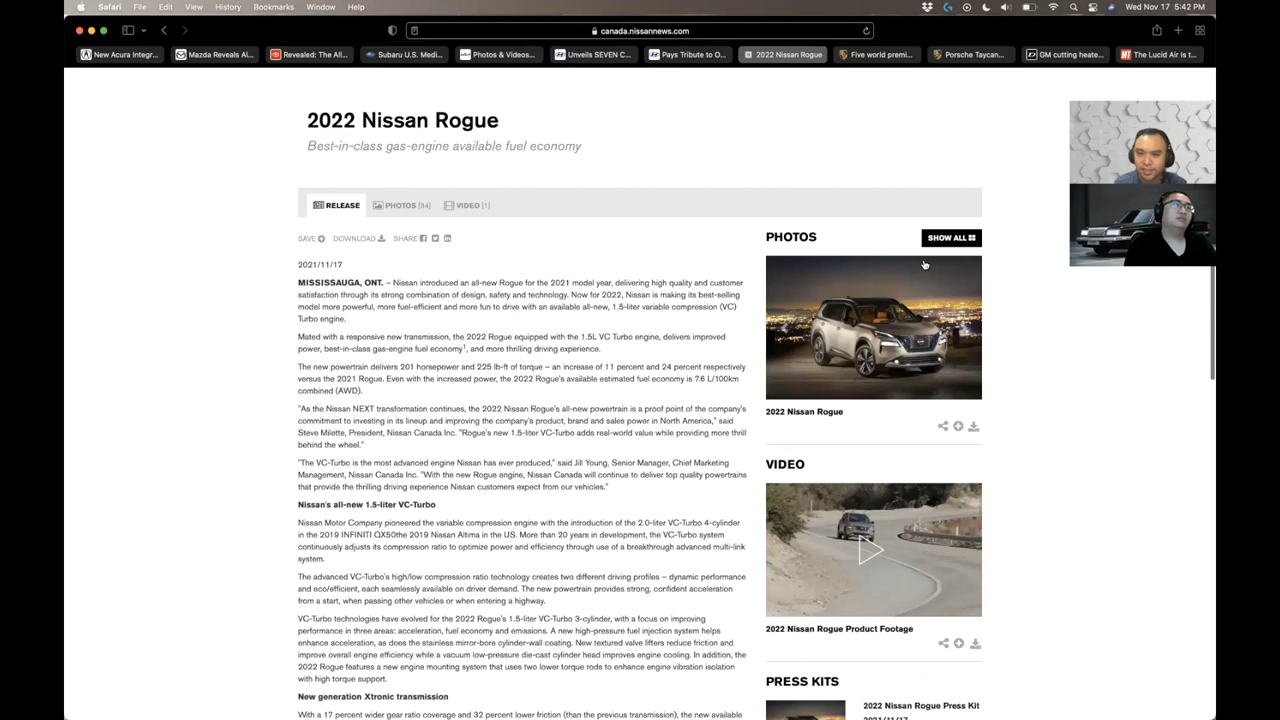 Safari File Edit View History Bookmarks Window Help Wed Nov 17 5:42 PM
canada.nissannews.com
New Acura Integr... Mazda Reveals Al... Revealed: The All... Subaru U.S. Medi... Photos & Videos... Unveils SEVEN C... Pays Tribute to O... 2022 Nissan Rogue Five world premi... Porsche Taycan... GM cutting heate... The Lucid Air Is t...
2022 Nissan Rogue
Best-in-class gas-engine available fuel economy
RELEASE PHOTOS [34] VIDEO [1]
SAVE DOWNLOAD SHARE
2021/11/17
MISSISSAUGA, ONT. – Nissan introduced an all-new Rogue for the 2021 model year, delivering high quality and customer
satisfaction through its strong combination of design, safety and technology. Now for 2022, Nissan is making its best-selling
model more powerful, more fuel-efficient and more fun to drive with an available all-new, 1.5-liter variable compression (VC)
Turbo engine.
Mated with a responsive new transmission, the 2022 Rogue equipped with the 1.5L VC Turbo engine, delivers improved
power, best-in-class gas-engine fuel economy¹, and more thrilling driving experience.
The new powertrain delivers 201 horsepower and 225 lb-ft of torque – an increase of 11 percent and 24 percent respectively
versus the 2021 Rogue. Even with the increased power, the 2022 Rogue's available estimated fuel economy is 7.6 L/100km
combined (AWD).
"As the Nissan NEXT transformation continues, the 2022 Nissan Rogue's all-new powertrain is a proof point of the company's
commitment to investing in its lineup and improving the company's product, brand and sales power in North America," said
Steve Milette, President, Nissan Canada Inc. "Rogue's new 1.5-liter VC-Turbo adds real-world value while providing more thrill
behind the wheel."
"The VC-Turbo is the most advanced engine Nissan has ever produced," said Jill Young, Senior Manager, Chief Marketing
Management, Nissan Canada Inc. "With the new Rogue engine, Nissan Canada will continue to deliver top quality powertrains
that provide the thrilling driving experience Nissan customers expect from our vehicles."
Nissan's all-new 1.5-liter VC-Turbo
Nissan Motor Company pioneered the variable compression engine with the introduction of the 2.0-liter VC-Turbo 4-cylinder
in the 2019 INFINITI QX50the 2019 Nissan Altima in the US. More than 20 years in development, the VC-Turbo system
continuously adjusts its compression ratio to optimize power and efficiency through use of a breakthrough advanced multi-link
system.
The advanced VC-Turbo's high/low compression ratio technology creates two different driving profiles – dynamic performance
and eco/efficient, each seamlessly available on driver demand. The new powertrain provides strong, confident acceleration
from a start, when passing other vehicles or when entering a highway.
VC-Turbo technologies have evolved for the 2022 Rogue's 1.5-liter VC-Turbo 3-cylinder, with a focus on improving
performance in three areas: acceleration, fuel economy and emissions. A new high-pressure fuel injection system helps
enhance acceleration, as does the stainless mirror-bore cylinder-wall coating. New textured valve lifters reduce friction and
improve overall engine efficiency while a vacuum low-pressure die-cast cylinder head improves engine cooling. In addition, the
2022 Rogue features a new engine mounting system that uses two lower torque rods to enhance engine vibration isolation
with high torque support.
New generation Xtronic transmission
With a 17 percent wider gear ratio coverage and 32 percent lower friction (than the previous transmission), the new available
PHOTOS SHOW ALL
2022 Nissan Rogue
VIDEO
2022 Nissan Rogue Product Footage
PRESS KITS
2022 Nissan Rogue Press Kit
2021/11/17